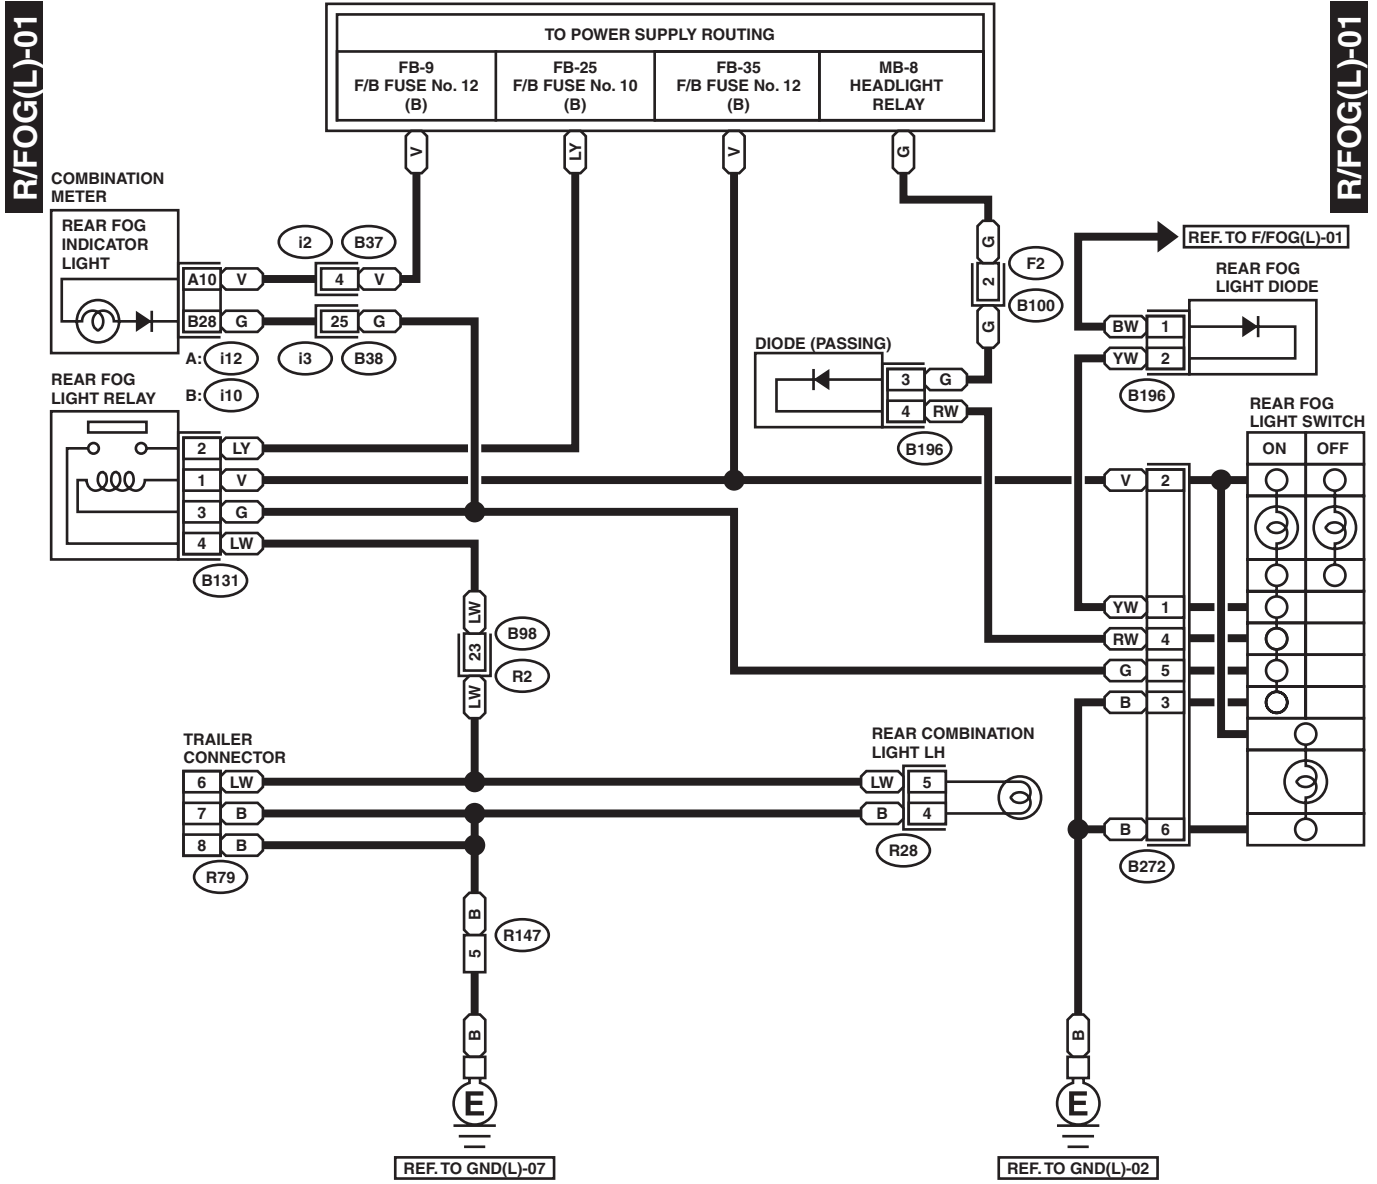 R/FOG(L)-01
R/FOG(L)-01
TO POWER SUPPLY ROUTING
FB-9
F/B FUSE No. 12
(B)
FB-25
F/B FUSE No. 10
(B)
FB-35
F/B FUSE No. 12
(B)
MB-8
HEADLIGHT
RELAY
V
LY
V
G
COMBINATION
METER
REAR FOG
INDICATOR
LIGHT
A10 V
i2 B37
4 V
B28 G
25 G
A: i12
i3 B38
B: i10
G
2
G
F2
B100
REF. TO F/FOG(L)-01
REAR FOG
LIGHT DIODE
BW 1
YW 2
B196
DIODE (PASSING)
3 G
4 RW
B196
REAR FOG
LIGHT RELAY
2 LY
1 V
3 G
4 LW
B131
REAR FOG
LIGHT SWITCH
ON OFF
V 2
YW 1
RW 4
G 5
B 3
B 6
B272
LW
23
LW
B98
R2
TRAILER
CONNECTOR
6 LW
7 B
8 B
R79
REAR COMBINATION
LIGHT LH
LW 5
B 4
R28
B
5
R147
B
E
REF. TO GND(L)-07
B
E
REF. TO GND(L)-02